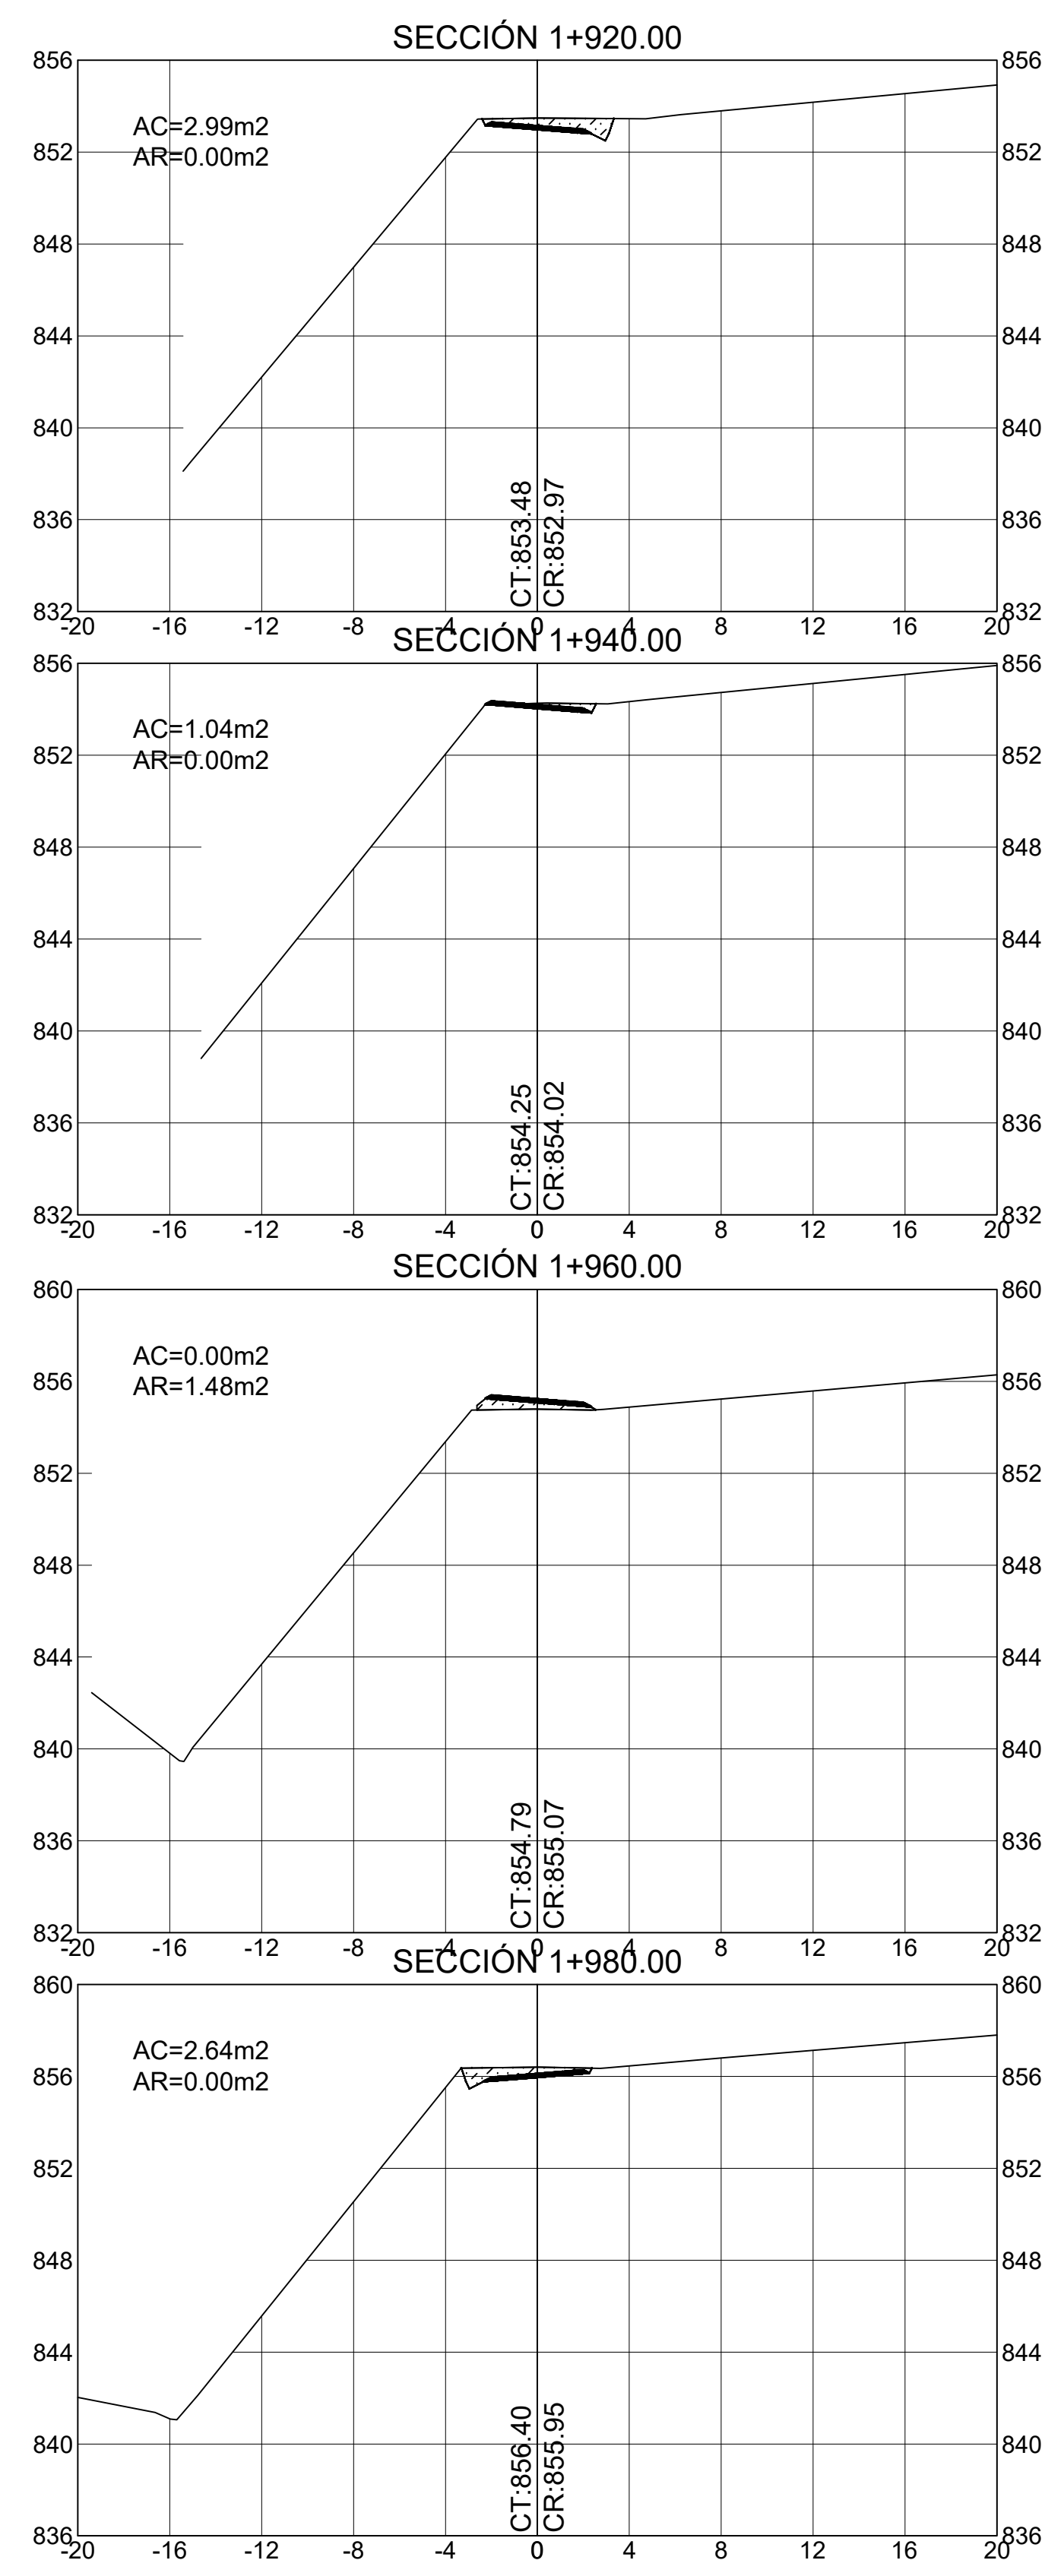 SECCIÓN 1+920.00
856 856
AC=2.99m2
AR=0.00m2
852 852
848 848
844 844
840 840
CT:853.48
CR:852.97
836 836
832 832
-20 -16 -12 -8 -4 0 4 8 12 16 20
SECCIÓN 1+940.00
856 856
AC=1.04m2
AR=0.00m2
852 852
848 848
844 844
840 840
CT:854.25
CR:854.02
836 836
832 832
-20 -16 -12 -8 -4 0 4 8 12 16 20
SECCIÓN 1+960.00
860 860
AC=0.00m2
AR=1.48m2
856 856
852 852
848 848
844 844
840 840
CT:854.79
CR:855.07
836 836
832 832
-20 -16 -12 -8 -4 0 4 8 12 16 20
SECCIÓN 1+980.00
860 860
AC=2.64m2
AR=0.00m2
856 856
852 852
848 848
844 844
840 840
CT:856.40
CR:855.95
836 836
-20 -16 -12 -8 -4 0 4 8 12 16 20